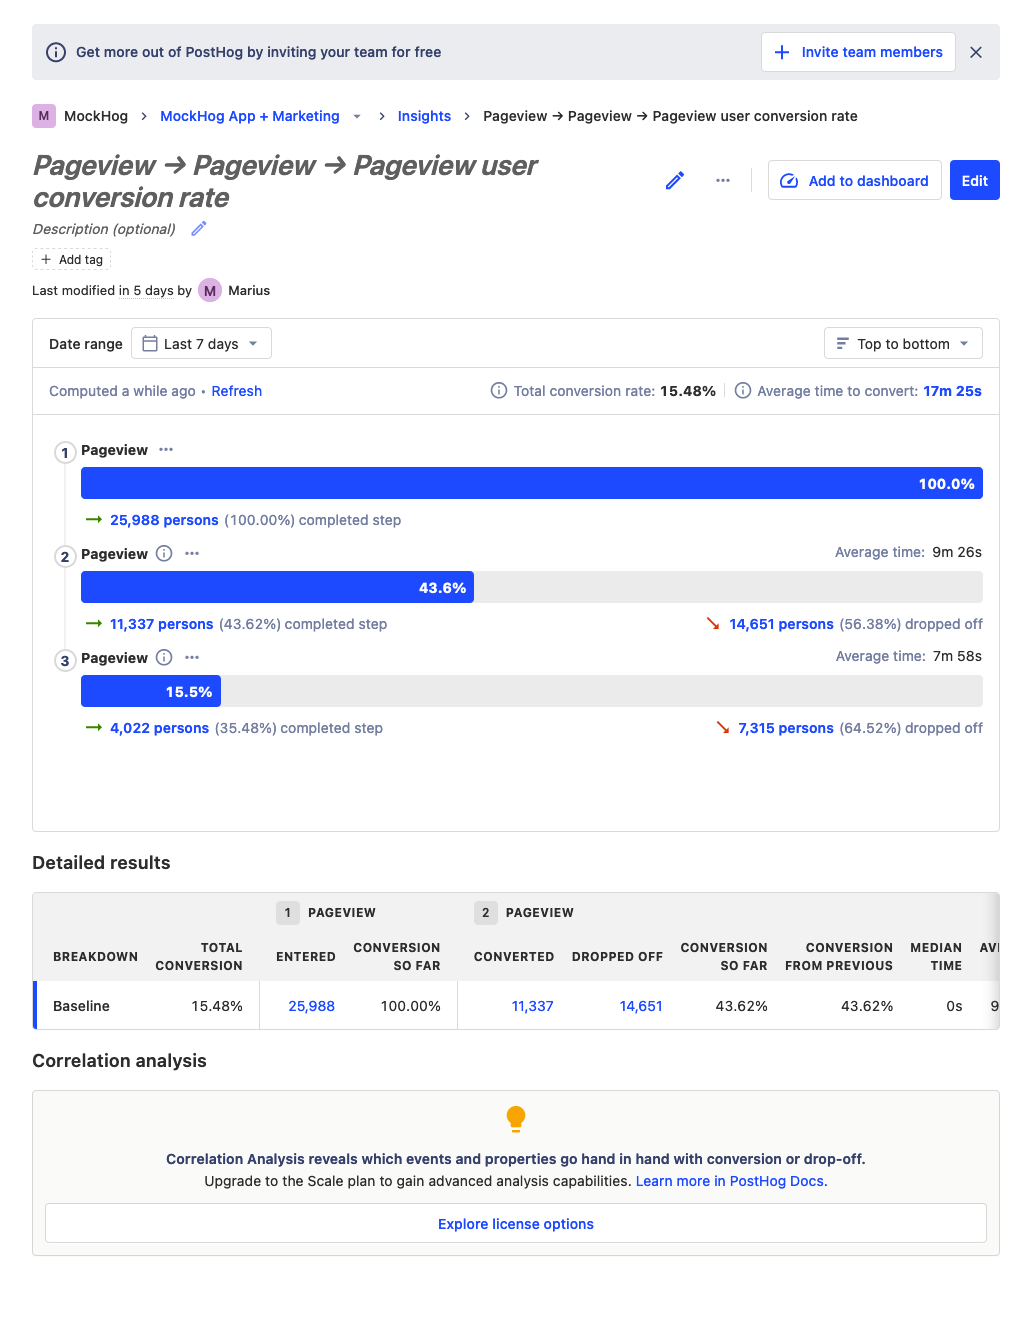 Get more out of PostHog by inviting your team for free
Invite team members
M MockHog > MockHog App + Marketing > Insights > Pageview → Pageview → Pageview user conversion rate
Pageview → Pageview → Pageview user
conversion rate
Add to dashboard
Edit
Description (optional)
+ Add tag
Last modified in 5 days by M Marius
Date range Last 7 days
Top to bottom
Computed a while ago • Refresh
Total conversion rate: 15.48%
Average time to convert: 17m 25s
1 Pageview
100.0%
→ 25,988 persons (100.00%) completed step
2 Pageview
Average time: 9m 26s
43.6%
→ 11,337 persons (43.62%) completed step
14,651 persons (56.38%) dropped off
3 Pageview
Average time: 7m 58s
15.5%
→ 4,022 persons (35.48%) completed step
7,315 persons (64.52%) dropped off
Detailed results
1 PAGEVIEW
2 PAGEVIEW
BREAKDOWN
TOTAL
CONVERSION
ENTERED
CONVERSION
SO FAR
CONVERTED
DROPPED OFF
CONVERSION
SO FAR
CONVERSION
FROM PREVIOUS
MEDIAN
TIME
Baseline 15.48% 25,988 100.00% 11,337 14,651 43.62% 43.62% 0s 9
Correlation analysis
Correlation Analysis reveals which events and properties go hand in hand with conversion or drop-off.
Upgrade to the Scale plan to gain advanced analysis capabilities. Learn more in PostHog Docs.
Explore license options